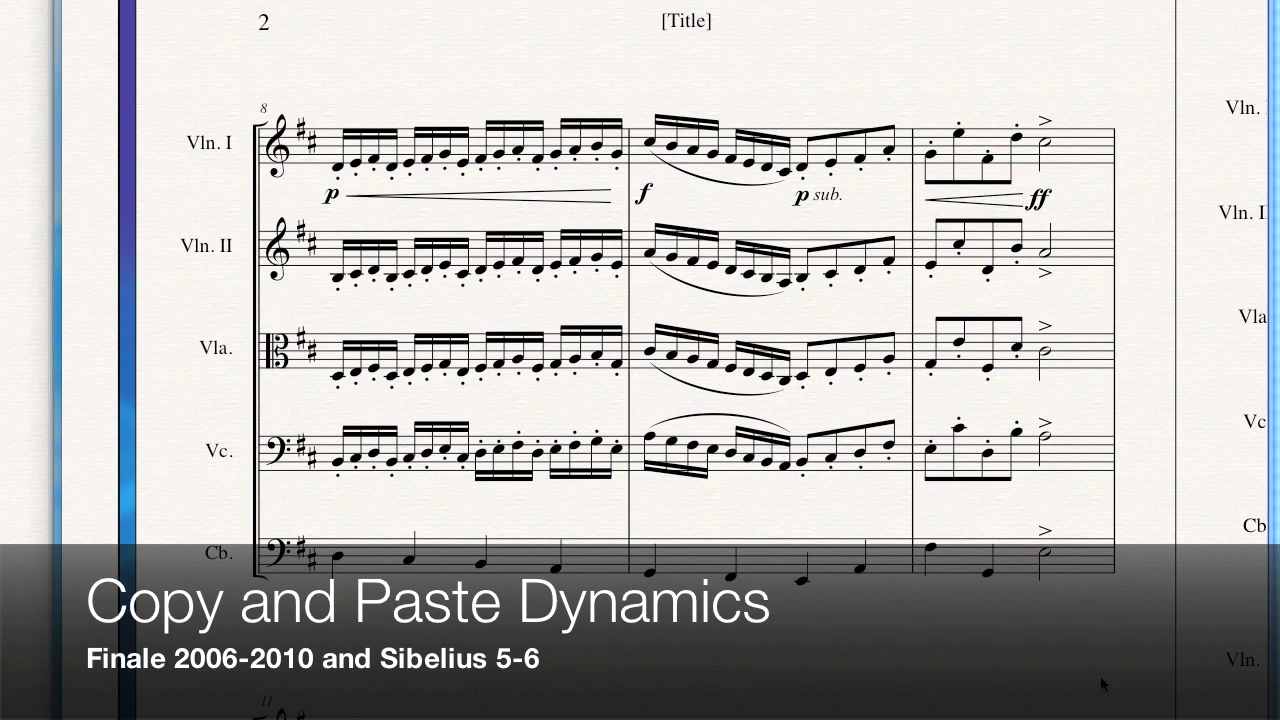 2
[Title]
8
Vln. I
p
f
p sub.
ff
Vln. II
Vla.
Vc.
Cb.
Vln.
Vln. I
Vla
Vc
Cb
Vln.
Copy and Paste Dynamics
Finale 2006-2010 and Sibelius 5-6
11